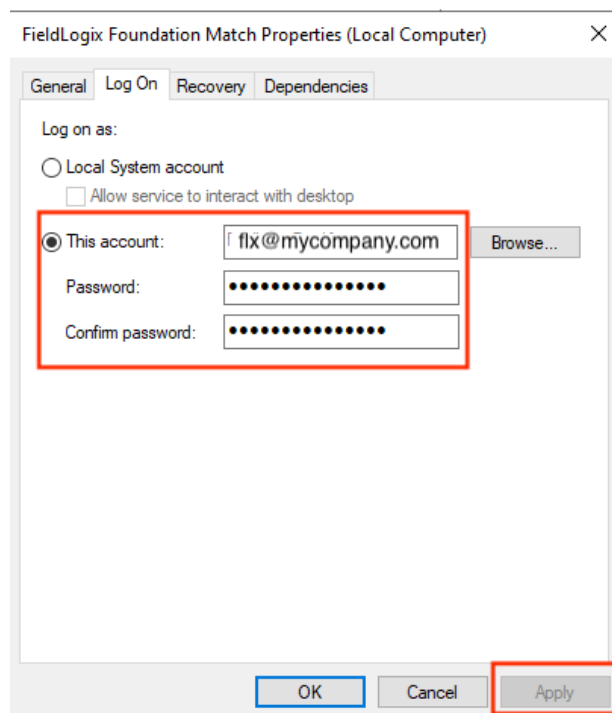 FieldLogix Foundation Match Properties (Local Computer)
General Log On Recovery Dependencies
Log on as:
Local System account
Allow service to interact with desktop
This account: flx@mycompany.com Browse...
Password: •••••••••••••••
Confirm password: •••••••••••••••
OK Cancel Apply